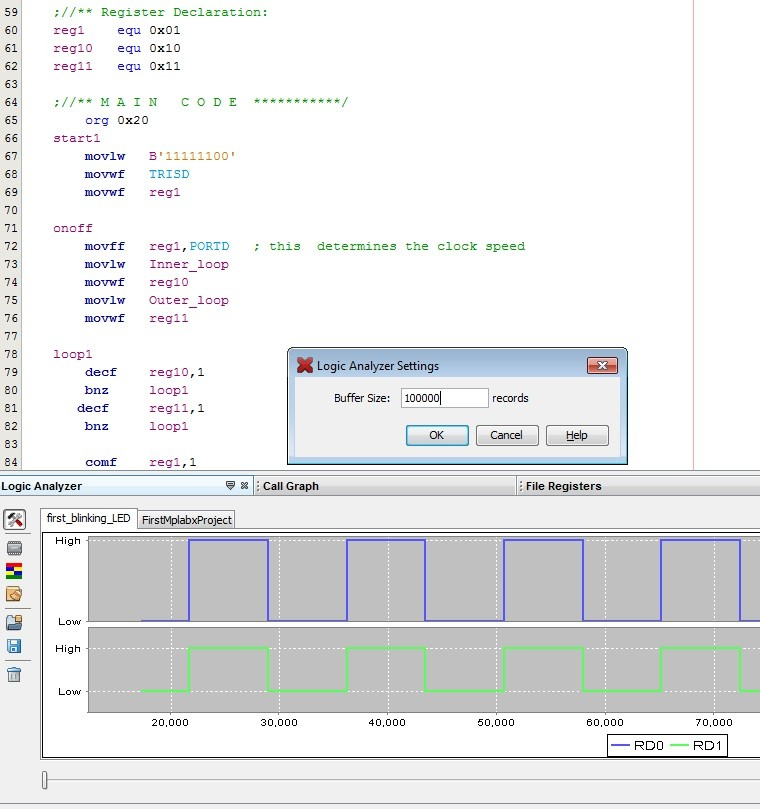 59 ;//** Register Declaration:
60 reg1 equ 0x01
61 reg10 equ 0x10
62 reg11 equ 0x11
63
64 ;//** M A I N C O D E ***********/
65 org 0x20
66 start1
67 movlw B'11111100'
68 movwf TRISD
69 movwf reg1
70
71 onoff
72 movff reg1,PORTD ; this determines the clock speed
73 movlw Inner_loop
74 movwf reg10
75 movlw Outer_loop
76 movwf reg11
77
78 loop1
79 decf reg10,1
80 bnz loop1
81 decf reg11,1
82 bnz loop1
83
84 comf reg1,1
Logic Analyzer Settings
Buffer Size: 100000 records
OK Cancel Help
Logic Analyzer Call Graph File Registers
first_blinking_LED FirstMplabxProject
High
Low
High
Low
20,000 30,000 40,000 50,000 60,000 70,000
RD0 RD1